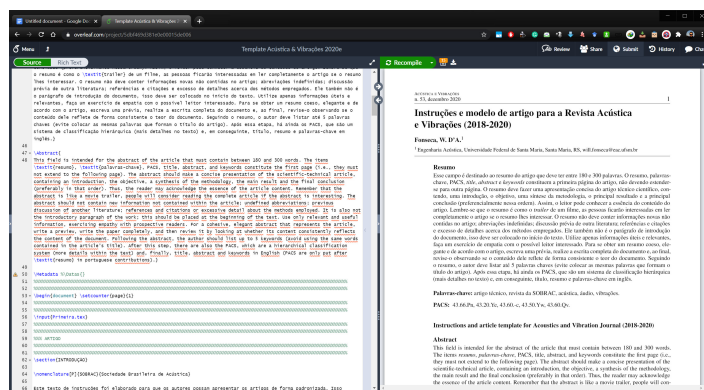 Untitled document - Google Do
Template Acústica & Vibrações 2
overleaf.com/project/5dbf469d361e0e00015de006
Menu
Template Acústica & Vibrações 2020e
Review
Share
Submit
History
Cha
Source
Rich Text
Recompile
o resumo é como o \textit{trailer} de um filme, as pessoas ficarão interessadas em ler completamente o artigo se o resumo
lhes interessar. O resumo não deve conter informações novas não contidas no artigo; abreviações indefinidas; discussão
prévia de outra literatura; referências e citações e excesso de detalhes acerca dos métodos empregados. Ele também não é
o parágrafo de introdução do documento, isso deve ser colocado no início do texto. Utilize apenas informações úteis e
relevantes, faça um exercício de empatia com o possível leitor interessado. Para se obter um resumo coeso, elegante e de
acordo com o artigo, escreva uma prévia, realize a escrita completa do documento e, ao final, revise-o observando se o
conteúdo dele reflete de forma consistente o teor do documento. Seguindo o resumo, o autor deve listar até 5 palavras
chaves (evite colocar as mesmas palavras que formam o título do artigo). Após esta etapa, há ainda os PACS, que são um
sistema de classificação hierárquica (mais detalhes no texto) e, em conseguinte, título, resumo e palavras-chave em
inglês.}
46
47 \Abstract{
48 This field is intended for the abstract of the article that must contain between 180 and 300 words. The items
\textit{resumo}, \textit{palavras-chave}, PACS, title, abstract, and keywords constitute the first page (i.e., they must
not extend to the following page). The abstract should make a concise presentation of the scientific-technical article,
containing an introduction, the objective, a synthesis of the methodology, the main result and the final conclusion
(preferably in that order). Thus, the reader may acknowledge the essence of the article content. Remember that the
abstract is like a movie trailer, people will consider reading the complete article if the abstract is interesting. The
abstract should not contain new information not contained within the article; undefined abbreviations; previous
discussion of another literature; references and citations or excessive detail about the methods employed. It is also not
the introductory paragraph of the work; this should be placed at the beginning of the text. Use only relevant and useful
information, exercising empathy with prospective readers. For a cohesive, elegant abstract that represents the article,
write a preview, write the paper completely, and then review it by looking at whether its content consistently reflects
the content of the document. Following the abstract, the author should list up to 5 keywords (avoid using the same words
contained in the article's title). After this step, there are also the PACS, which are a hierarchical classification
system (more details within the text) and, finally, title, abstract and keywords in English (PACS are only put after
\textit{resumo} in portuguese contributions).}
49
50 \Metadata %\Datus{}
51
52
53 \begin{document} \setcounter{page}{1}
54
55 \input{Primeira.tex}
56
57
58 %%% ARTIGO
59
60 \section{INTRODUÇÃO}
61
62 \nomenclature[P]{SOBRAC}{Sociedade Brasileira de Acústica}
63
64 Este texto de instruções foi elaborado para que os autores possam apresentar os artigos de forma padronizada. Isso
ACÚSTICA E VIBRAÇÕES
n. 53, dezembro 2020
1
Instruções e modelo de artigo para a Revista Acústica
e Vibrações (2018-2020)
Fonseca, W. D'A.1
1Engenharia Acústica, Universidade Federal de Santa Maria, Santa Maria, RS, will.fonseca@eac.ufsm.br
Resumo
Esse campo é destinado ao resumo do artigo que deve ter entre 180 e 300 palavras. O resumo, palavras-
chave, PACS, title, abstract e keywords constituem a primeira página do artigo, não devendo estender-
se para outra página. O resumo deve fazer uma apresentação concisa do artigo técnico científico, con-
tendo, uma introdução, o objetivo, uma síntese da metodologia, o principal resultado e a principal
conclusão (preferencialmente nessa ordem). Assim, o leitor pode conhecer a essência do conteúdo do
artigo. Lembre-se que o resumo é como o trailer de um filme, as pessoas ficarão interessadas em ler
completamente o artigo se o resumo lhes interessar. O resumo não deve conter informações novas não
contidas no artigo; abreviações indefinidas; discussão prévia de outra literatura; referências e citações
e excesso de detalhes acerca dos métodos empregados. Ele também não é o parágrafo de introdução
do documento, isso deve ser colocado no início do texto. Utilize apenas informações úteis e relevantes,
faça um exercício de empatia com o possível leitor interessado. Para se obter um resumo coeso, ele-
gante e de acordo com o artigo, escreva uma prévia, realize a escrita completa do documento e, ao final,
revise-o observando se o conteúdo dele reflete de forma consistente o teor do documento. Seguindo
o resumo, o autor deve listar até 5 palavras chaves (evite colocar as mesmas palavras que formam o
título do artigo). Após essa etapa, há ainda os PACS, que são um sistema de classificação hierárquica
(mais detalhes no texto) e, em conseguinte, título, resumo e palavras-chave em inglês.
Palavras-chave: artigo técnico, revista da SOBRAC, acústica, áudio, vibrações.
PACS: 43.66.Pn, 43.20.Ye, 43.60.-c, 43.50.Yw, 43.60.Qv.
Instructions and article template for Acoustics and Vibration Journal (2018-2020)
Abstract
This field is intended for the abstract of the article that must contain between 180 and 300 words.
The items resumo, palavras-chave, PACS, title, abstract, and keywords constitute the first page (i.e.,
they must not extend to the following page). The abstract should make a concise presentation of the
scientific-technical article, containing an introduction, the objective, a synthesis of the methodology,
the main result and the final conclusion (preferably in that order). Thus, the reader may acknowledge
the essence of the article content. Remember that the abstract is like a movie trailer, people will con-